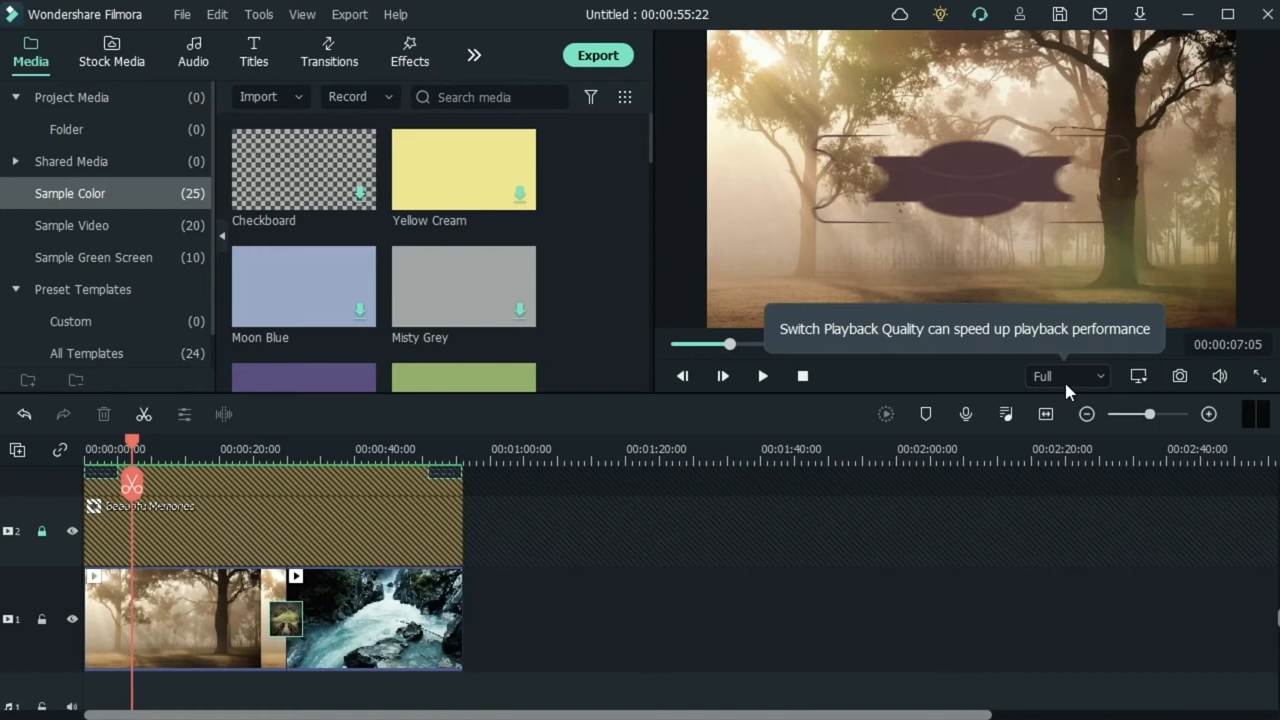 Wondershare Filmora File Edit Tools View Export Help Untitled : 00:00:55:22
Media Stock Media Audio Titles Transitions Effects Export
Project Media (0)
Folder (0)
Shared Media (0)
Sample Color (25)
Sample Video (20)
Sample Green Screen (10)
Preset Templates
Custom (0)
All Templates (24)
Import Record Search media
Checkboard Yellow Cream
Moon Blue Misty Grey
Switch Playback Quality can speed up playback performance
00:00:07:05
Full
00:00:00:00 00:00:20:00 00:00:40:00 00:01:00:00 00:01:20:00 00:01:40:00 00:02:00:00 00:02:20:00 00:02:40:00
Beautiful Memories
2
1
1